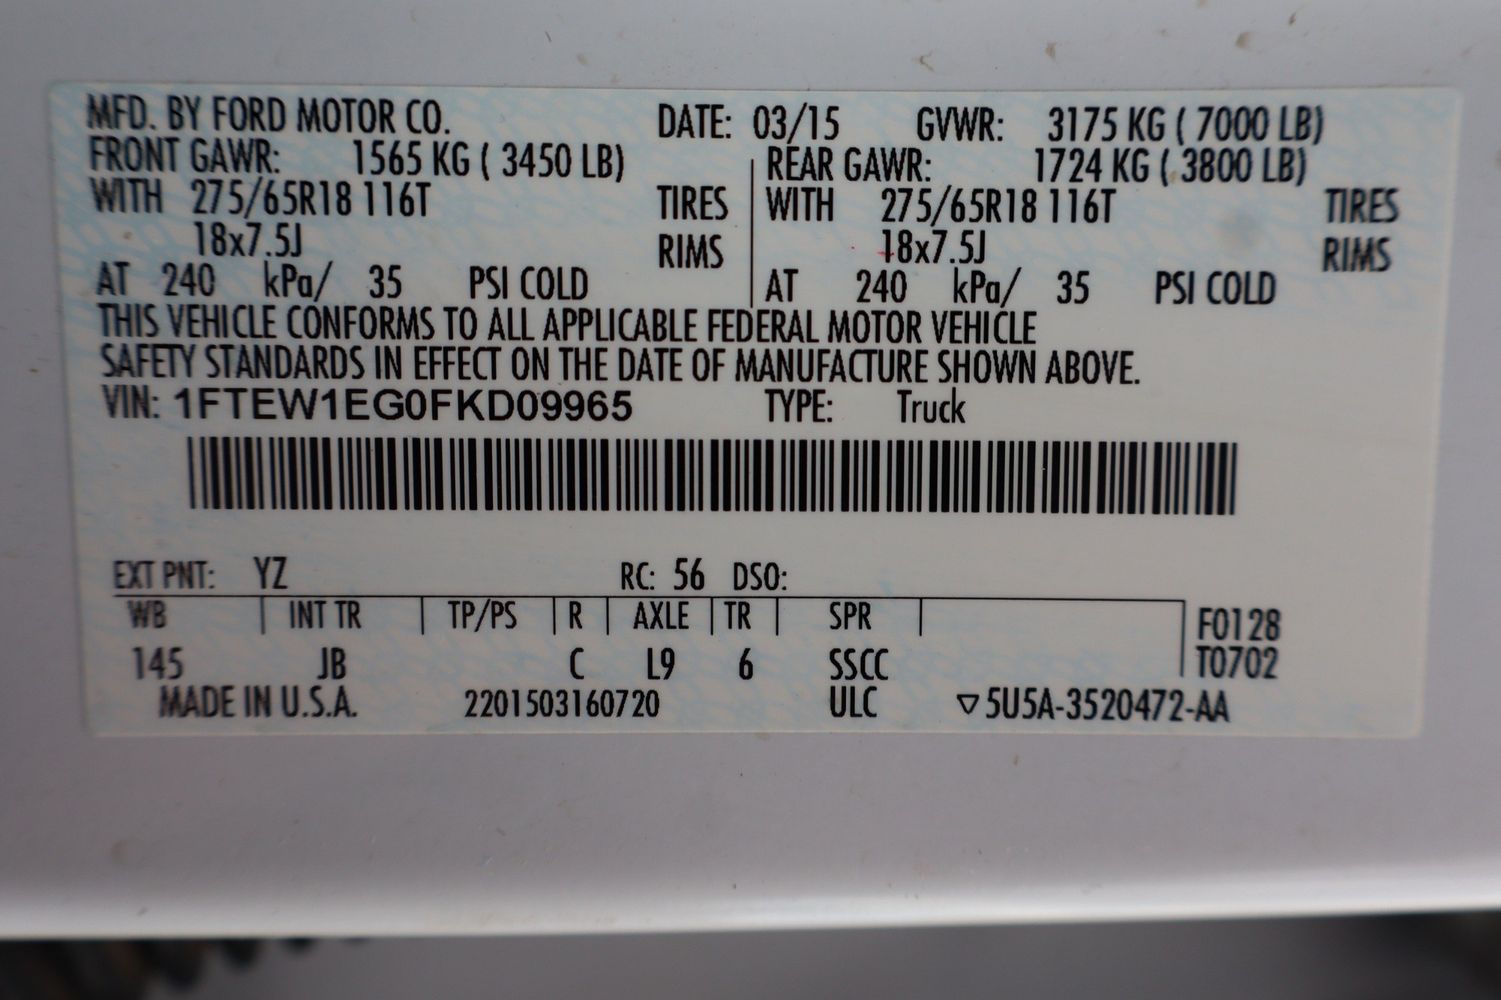 MFD. BY FORD MOTOR CO. DATE: 03/15 GVWR: 3175 KG ( 7000 LB)
FRONT GAWR: 1565 KG ( 3450 LB) REAR GAWR: 1724 KG ( 3800 LB)
WITH 275/65R18 116T TIRES WITH 275/65R18 116T TIRES
18x7.5J RIMS 18x7.5J RIMS
AT 240 kPa/ 35 PSI COLD AT 240 kPa/ 35 PSI COLD
THIS VEHICLE CONFORMS TO ALL APPLICABLE FEDERAL MOTOR VEHICLE
SAFETY STANDARDS IN EFFECT ON THE DATE OF MANUFACTURE SHOWN ABOVE.
VIN: 1FTEW1EG0FKD09965 TYPE: Truck
EXT PNT: YZ RC: 56 DSO:
WB INT TR TP/PS R AXLE TR SPR F0128
145 JB C L9 6 SSCC T0702
MADE IN U.S.A. 2201503160720 ULC ▽5U5A-3520472-AA